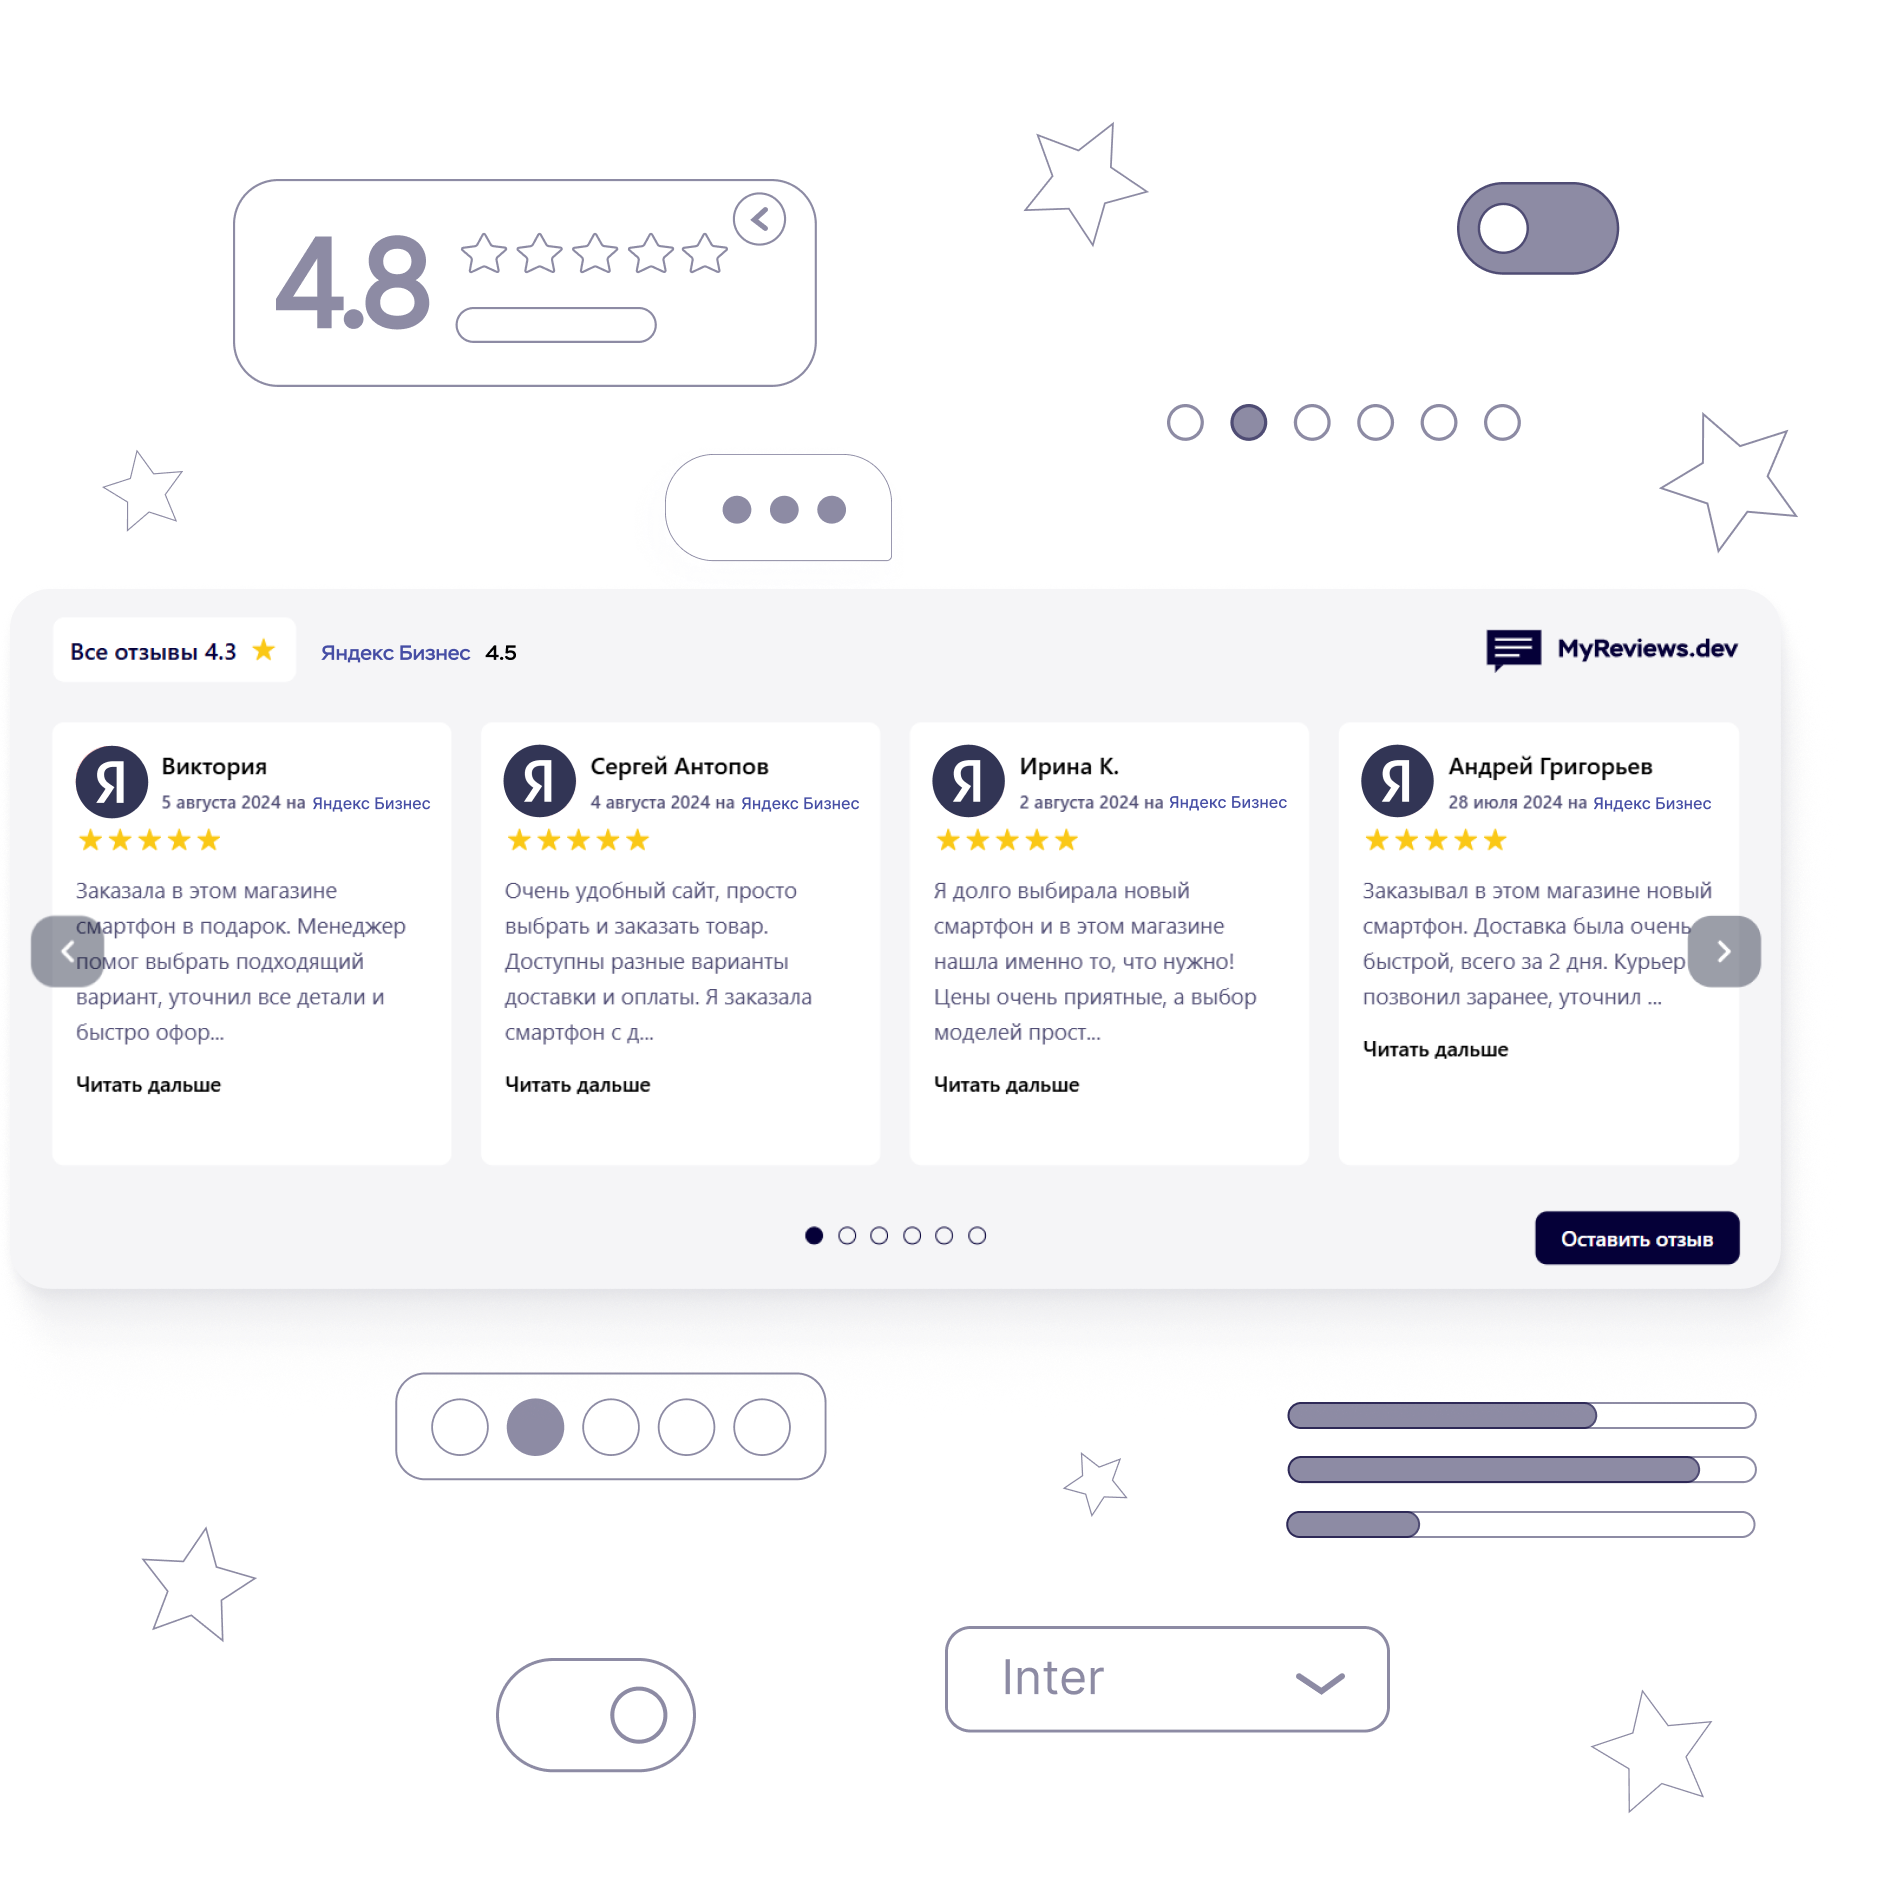 4.8
Все отзывы 4.3
Яндекс Бизнес 4.5
MyReviews.dev
Виктория
5 августа 2024 на Яндекс Бизнес
Заказала в этом магазине
смартфон в подарок. Менеджер
помог выбрать подходящий
вариант, уточнил все детали и
быстро офор...
Читать дальше
Сергей Антопов
4 августа 2024 на Яндекс Бизнес
Очень удобный сайт, просто
выбрать и заказать товар.
Доступны разные варианты
доставки и оплаты. Я заказала
смартфон с д...
Читать дальше
Ирина К.
2 августа 2024 на Яндекс Бизнес
Я долго выбирала новый
смартфон и в этом магазине
нашла именно то, что нужно!
Цены очень приятные, а выбор
моделей прост...
Читать дальше
Андрей Григорьев
28 июля 2024 на Яндекс Бизнес
Заказывал в этом магазине новый
смартфон. Доставка была очень
быстрой, всего за 2 дня. Курьер
позвонил заранее, уточнил ...
Читать дальше
Оставить отзыв
Inter